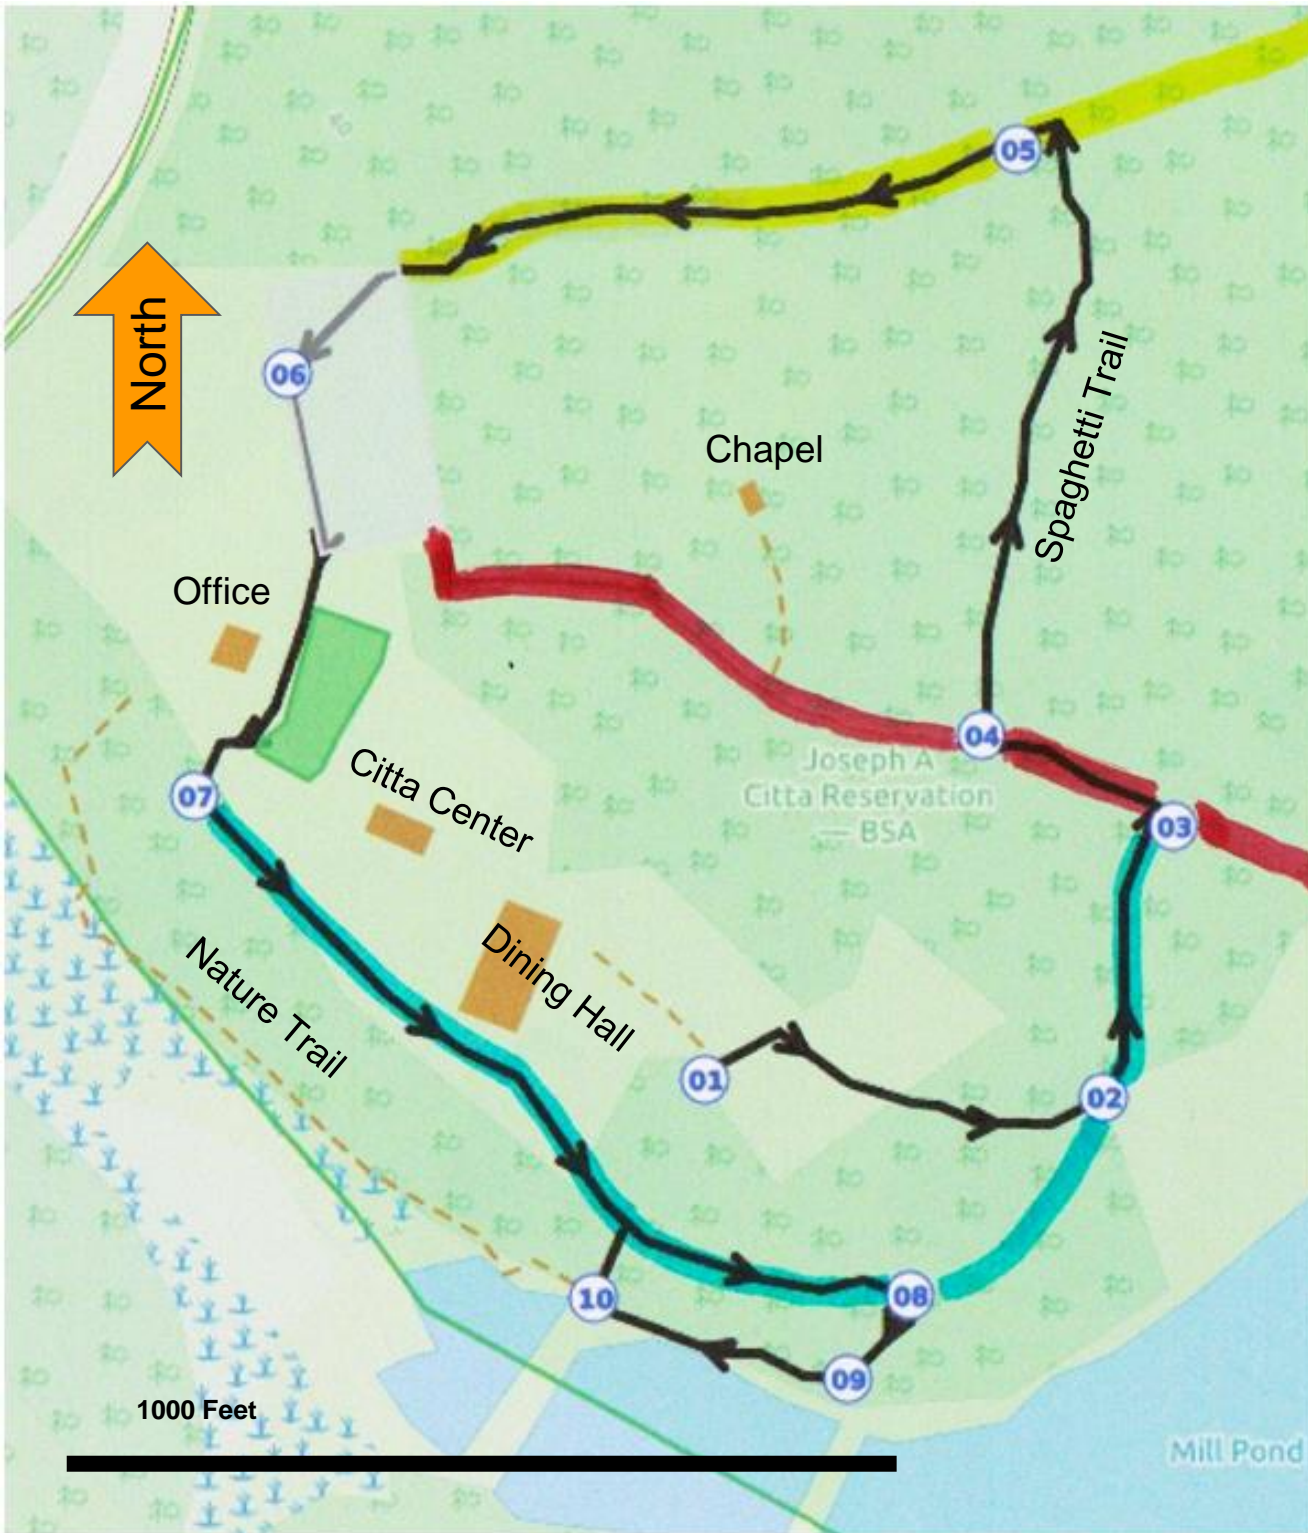 05
40
North
06
Chapel
Spaghetti Trail
Office
04
Joseph A
Citta Reservation
— BSA
Citta Center
07
03
Dining Hall
Nature Trail
01
02
08
10
09
1000 Feet
Mill Pond